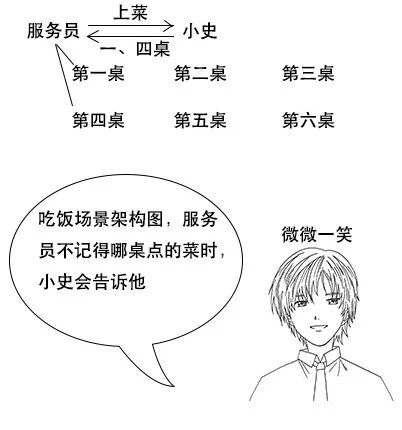 上菜
服务员 小史
一、四桌
第一桌 第二桌 第三桌
第四桌 第五桌 第六桌
吃饭场景架构图，服务
员不记得哪桌点的菜时，
小史会告诉他
微微一笑